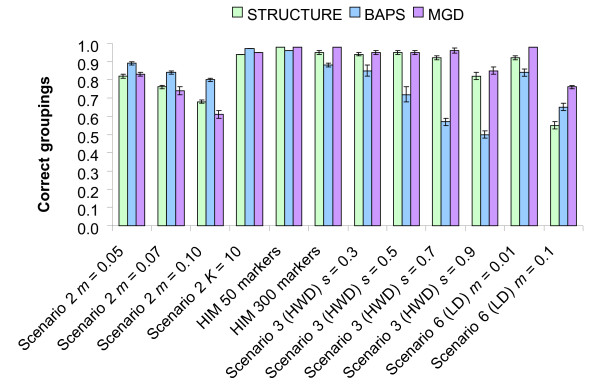 STRUCTURE BAPS MGD
Correct groupings
1.0
0.9
0.8
0.7
0.6
0.5
0.4
0.3
0.2
0.1
0.0
Scenario 2 m = 0.05
Scenario 2 m = 0.07
Scenario 2 m = 0.10
Scenario 2 K = 10
HIM 50 markers
HIM 300 markers
Scenario 3 (HWD) s = 0.3
Scenario 3 (HWD) s = 0.5
Scenario 3 (HWD) s = 0.7
Scenario 3 (HWD) s = 0.9
Scenario 6 (LD) m = 0.01
Scenario 6 (LD) m = 0.1